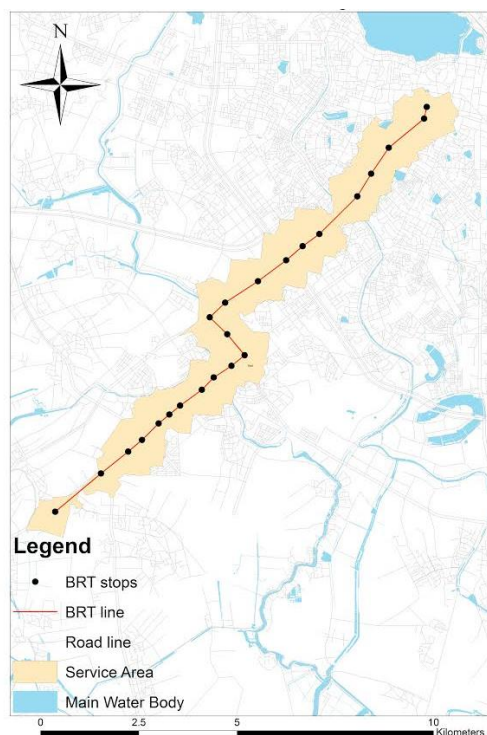 N
Legend
BRT stops
BRT line
Road line
Service Area
Main Water Body
0 2.5 5 10
Kilometers